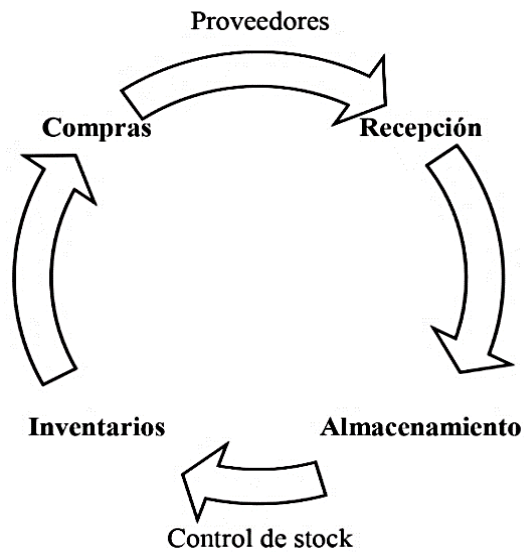 Proveedores
Compras
Recepción
Inventarios
Almacenamiento
Control de stock